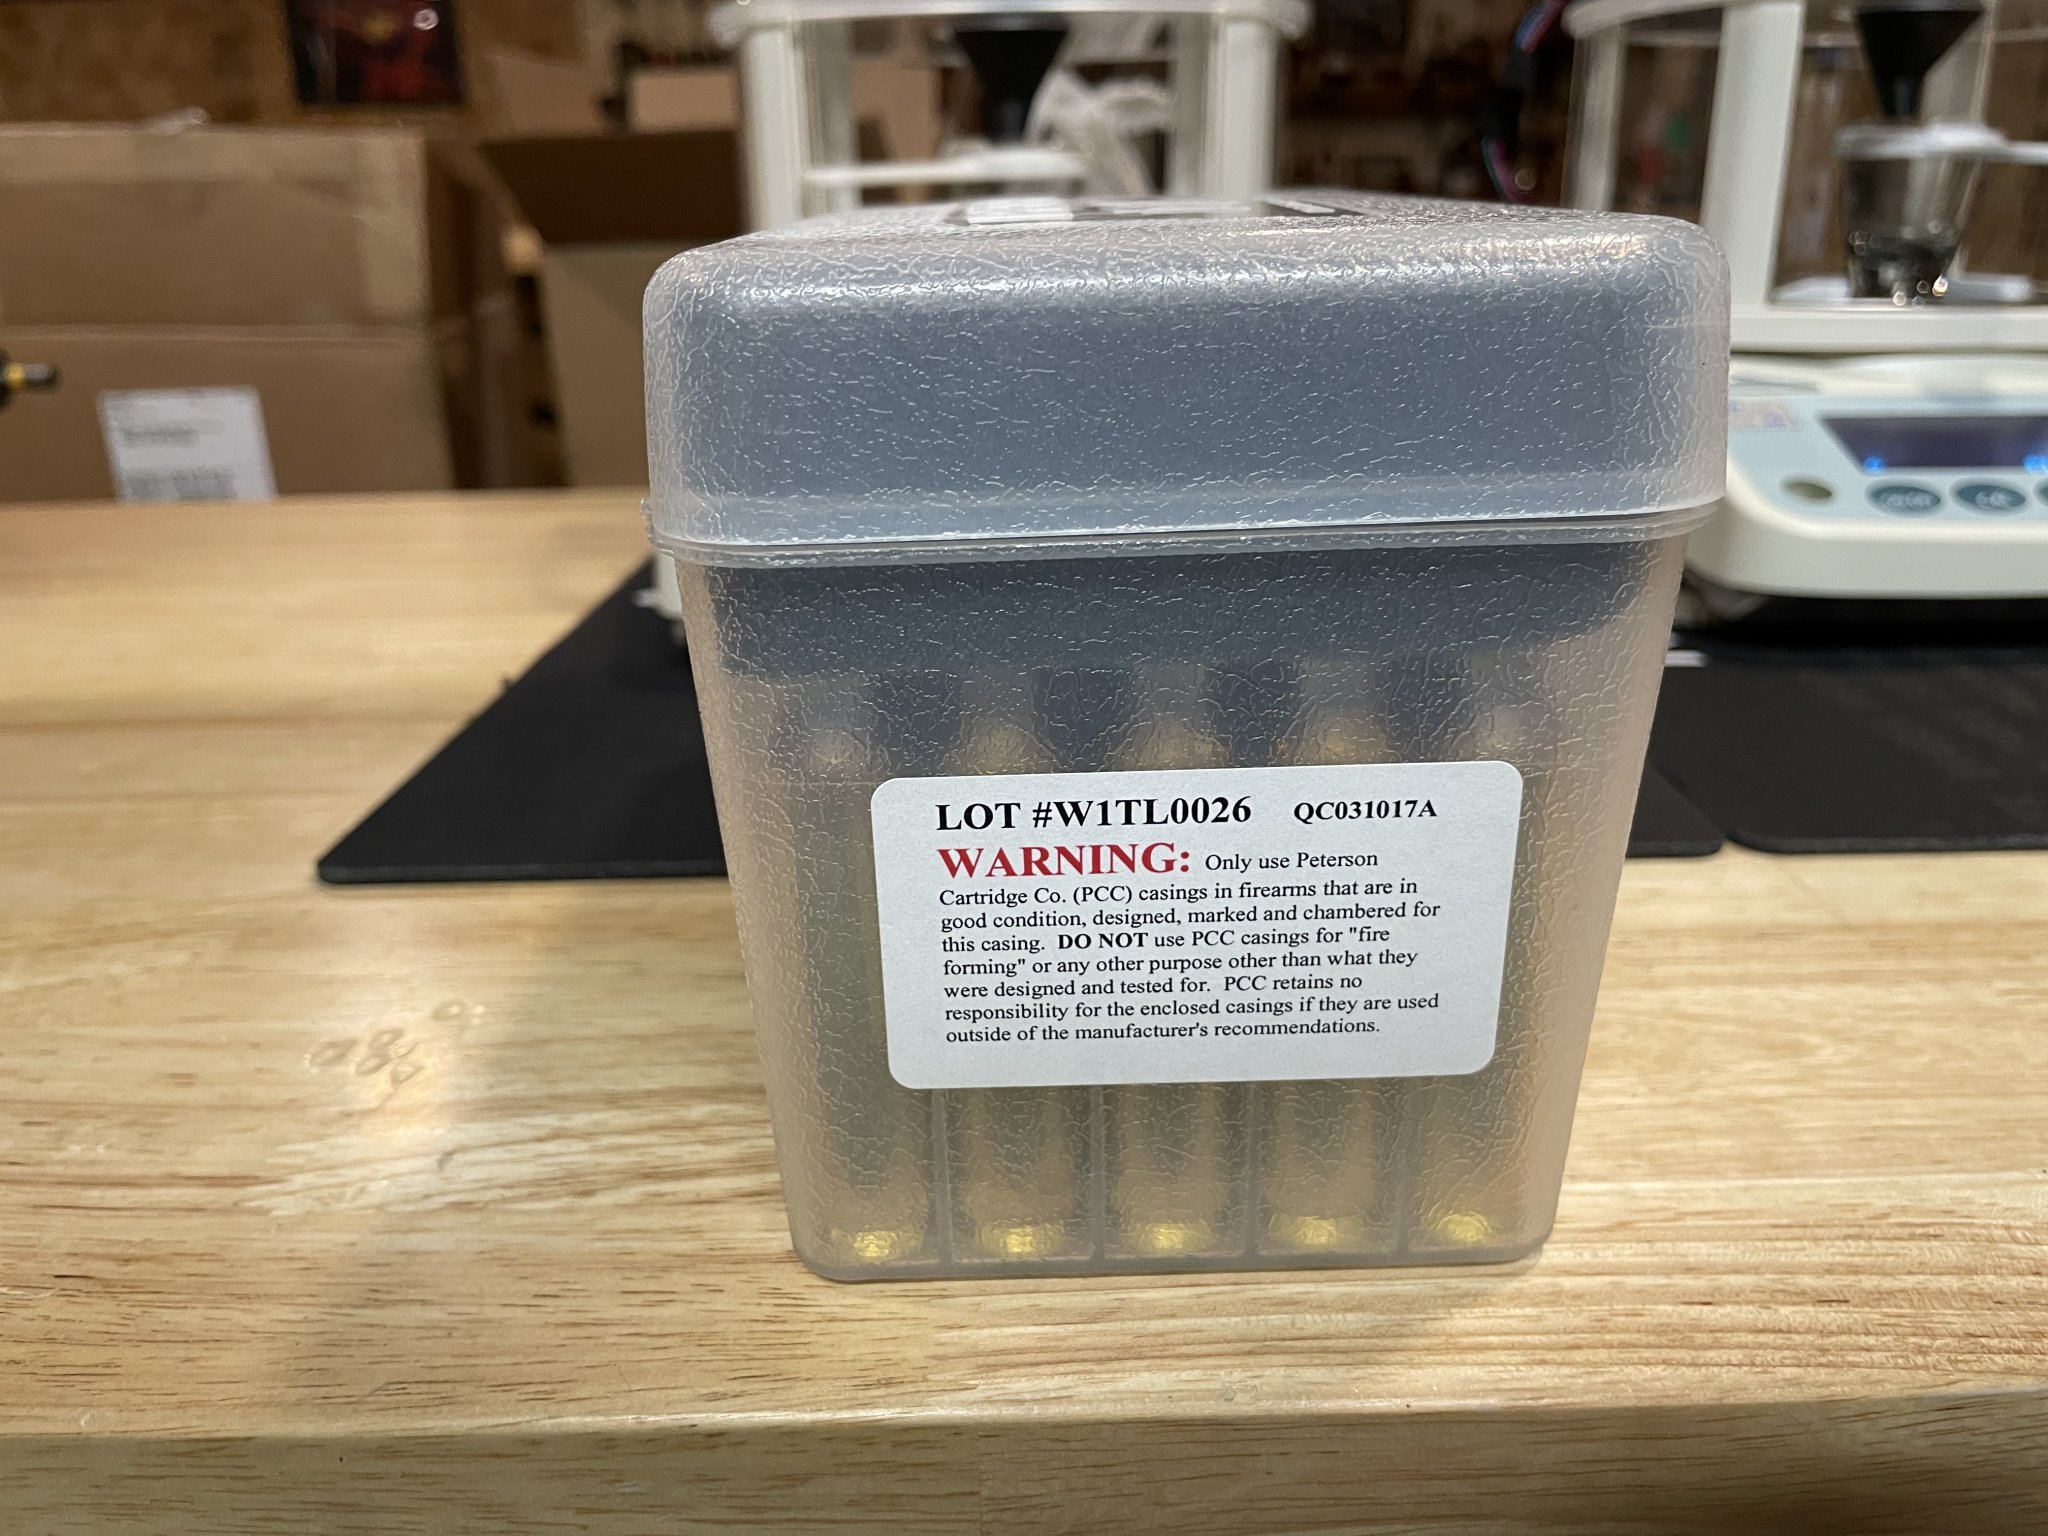 LOT #W1TL0026 QC031017A
WARNING: Only use Peterson
Cartridge Co. (PCC) casings in firearms that are in
good condition, designed, marked and chambered for
this casing. DO NOT use PCC casings for "fire
forming" or any other purpose other than what they
were designed and tested for. PCC retains no
responsibility for the enclosed casings if they are used
outside of the manufacturer's recommendations.